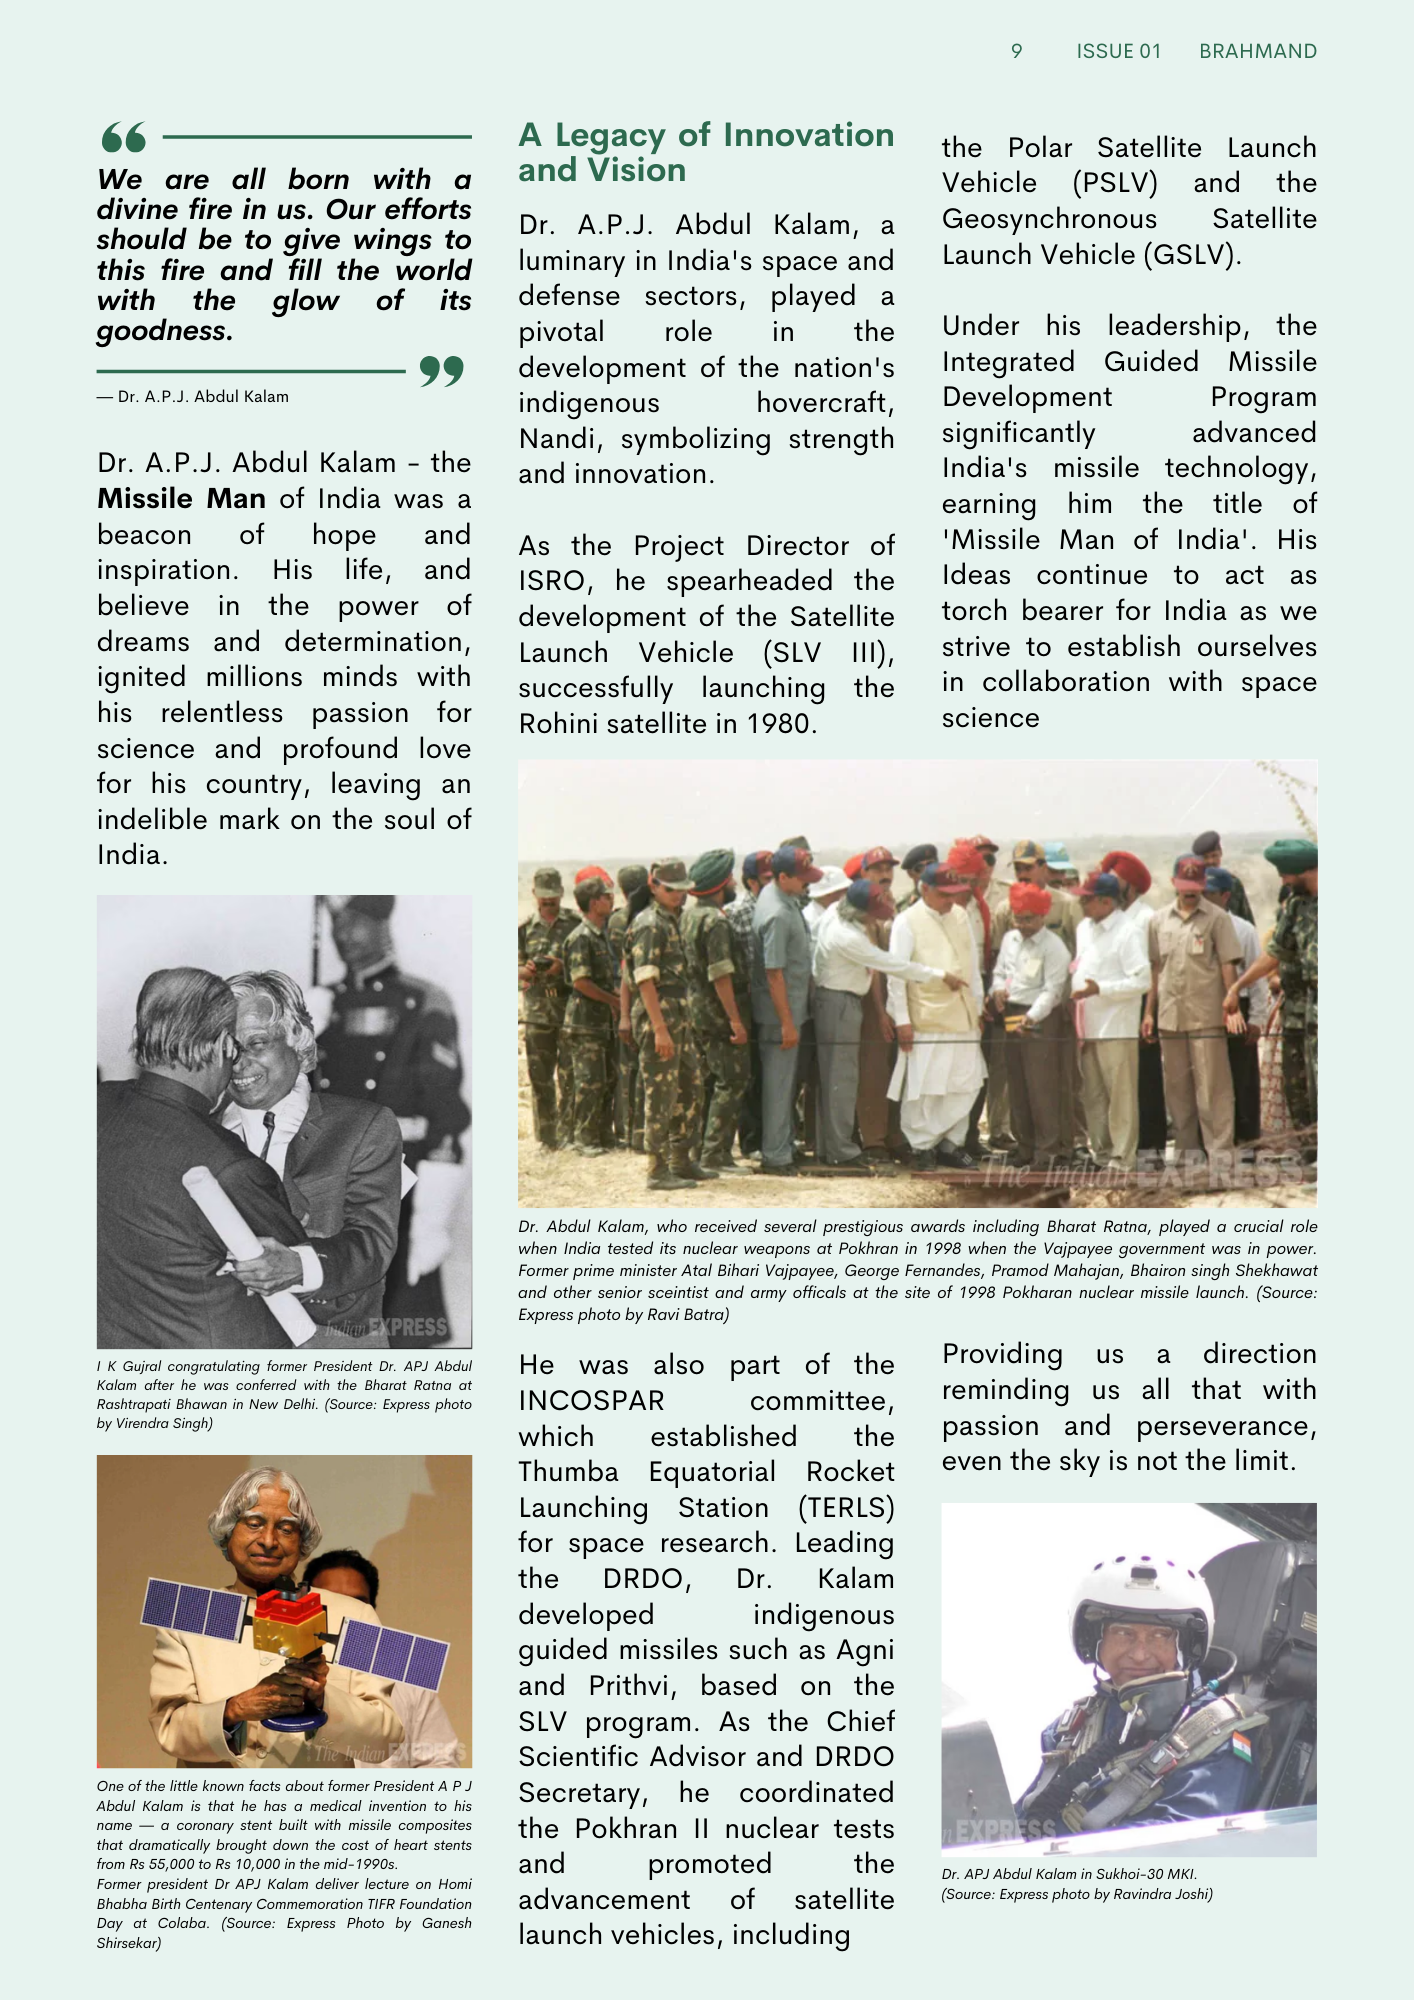 9 ISSUE 01 BRAHMAND
“
We are all born with a
divine fire in us. Our efforts
should be to give wings to
this fire and fill the world
with the glow of its
goodness.
”
— Dr. A.P.J. Abdul Kalam
Dr. A.P.J. Abdul Kalam - the
Missile Man of India was a
beacon of hope and
inspiration. His life, and
believe in the power of
dreams and determination,
ignited millions minds with
his relentless passion for
science and profound love
for his country, leaving an
indelible mark on the soul of
India.
The Indian EXPRESS
I K Gujral congratulating former President Dr. APJ Abdul
Kalam after he was conferred with the Bharat Ratna at
Rashtrapati Bhawan in New Delhi. (Source: Express photo
by Virendra Singh)
The Indian EXPRESS
One of the little known facts about former President A P J
Abdul Kalam is that he has a medical invention to his
name — a coronary stent built with missile composites
that dramatically brought down the cost of heart stents
from Rs 55,000 to Rs 10,000 in the mid-1990s.
Former president Dr APJ Kalam deliver lecture on Homi
Bhabha Birth Centenary Commemoration TIFR Foundation
Day at Colaba. (Source: Express Photo by Ganesh
Shirsekar)
A Legacy of Innovation
and Vision
Dr. A.P.J. Abdul Kalam, a
luminary in India's space and
defense sectors, played a
pivotal role in the
development of the nation's
indigenous hovercraft,
Nandi, symbolizing strength
and innovation.
As the Project Director of
ISRO, he spearheaded the
development of the Satellite
Launch Vehicle (SLV III),
successfully launching the
Rohini satellite in 1980.
The Indian EXPRESS
Dr. Abdul Kalam, who received several prestigious awards including Bharat Ratna, played a crucial role
when India tested its nuclear weapons at Pokhran in 1998 when the Vajpayee government was in power.
Former prime minister Atal Bihari Vajpayee, George Fernandes, Pramod Mahajan, Bhairon singh Shekhawat
and other senior sceintist and army officals at the site of 1998 Pokharan nuclear missile launch. (Source:
Express photo by Ravi Batra)
He was also part of the
INCOSPAR committee,
which established the
Thumba Equatorial Rocket
Launching Station (TERLS)
for space research. Leading
the DRDO, Dr. Kalam
developed indigenous
guided missiles such as Agni
and Prithvi, based on the
SLV program. As the Chief
Scientific Advisor and DRDO
Secretary, he coordinated
the Pokhran II nuclear tests
and promoted the
advancement of satellite
launch vehicles, including
the Polar Satellite Launch
Vehicle (PSLV) and the
Geosynchronous Satellite
Launch Vehicle (GSLV).
Under his leadership, the
Integrated Guided Missile
Development Program
significantly advanced
India's missile technology,
earning him the title of
'Missile Man of India'. His
Ideas continue to act as
torch bearer for India as we
strive to establish ourselves
in collaboration with space
science
Providing us a direction
reminding us all that with
passion and perseverance,
even the sky is not the limit.
n EXPRESS
Dr. APJ Abdul Kalam in Sukhoi-30 MKI.
(Source: Express photo by Ravindra Joshi)